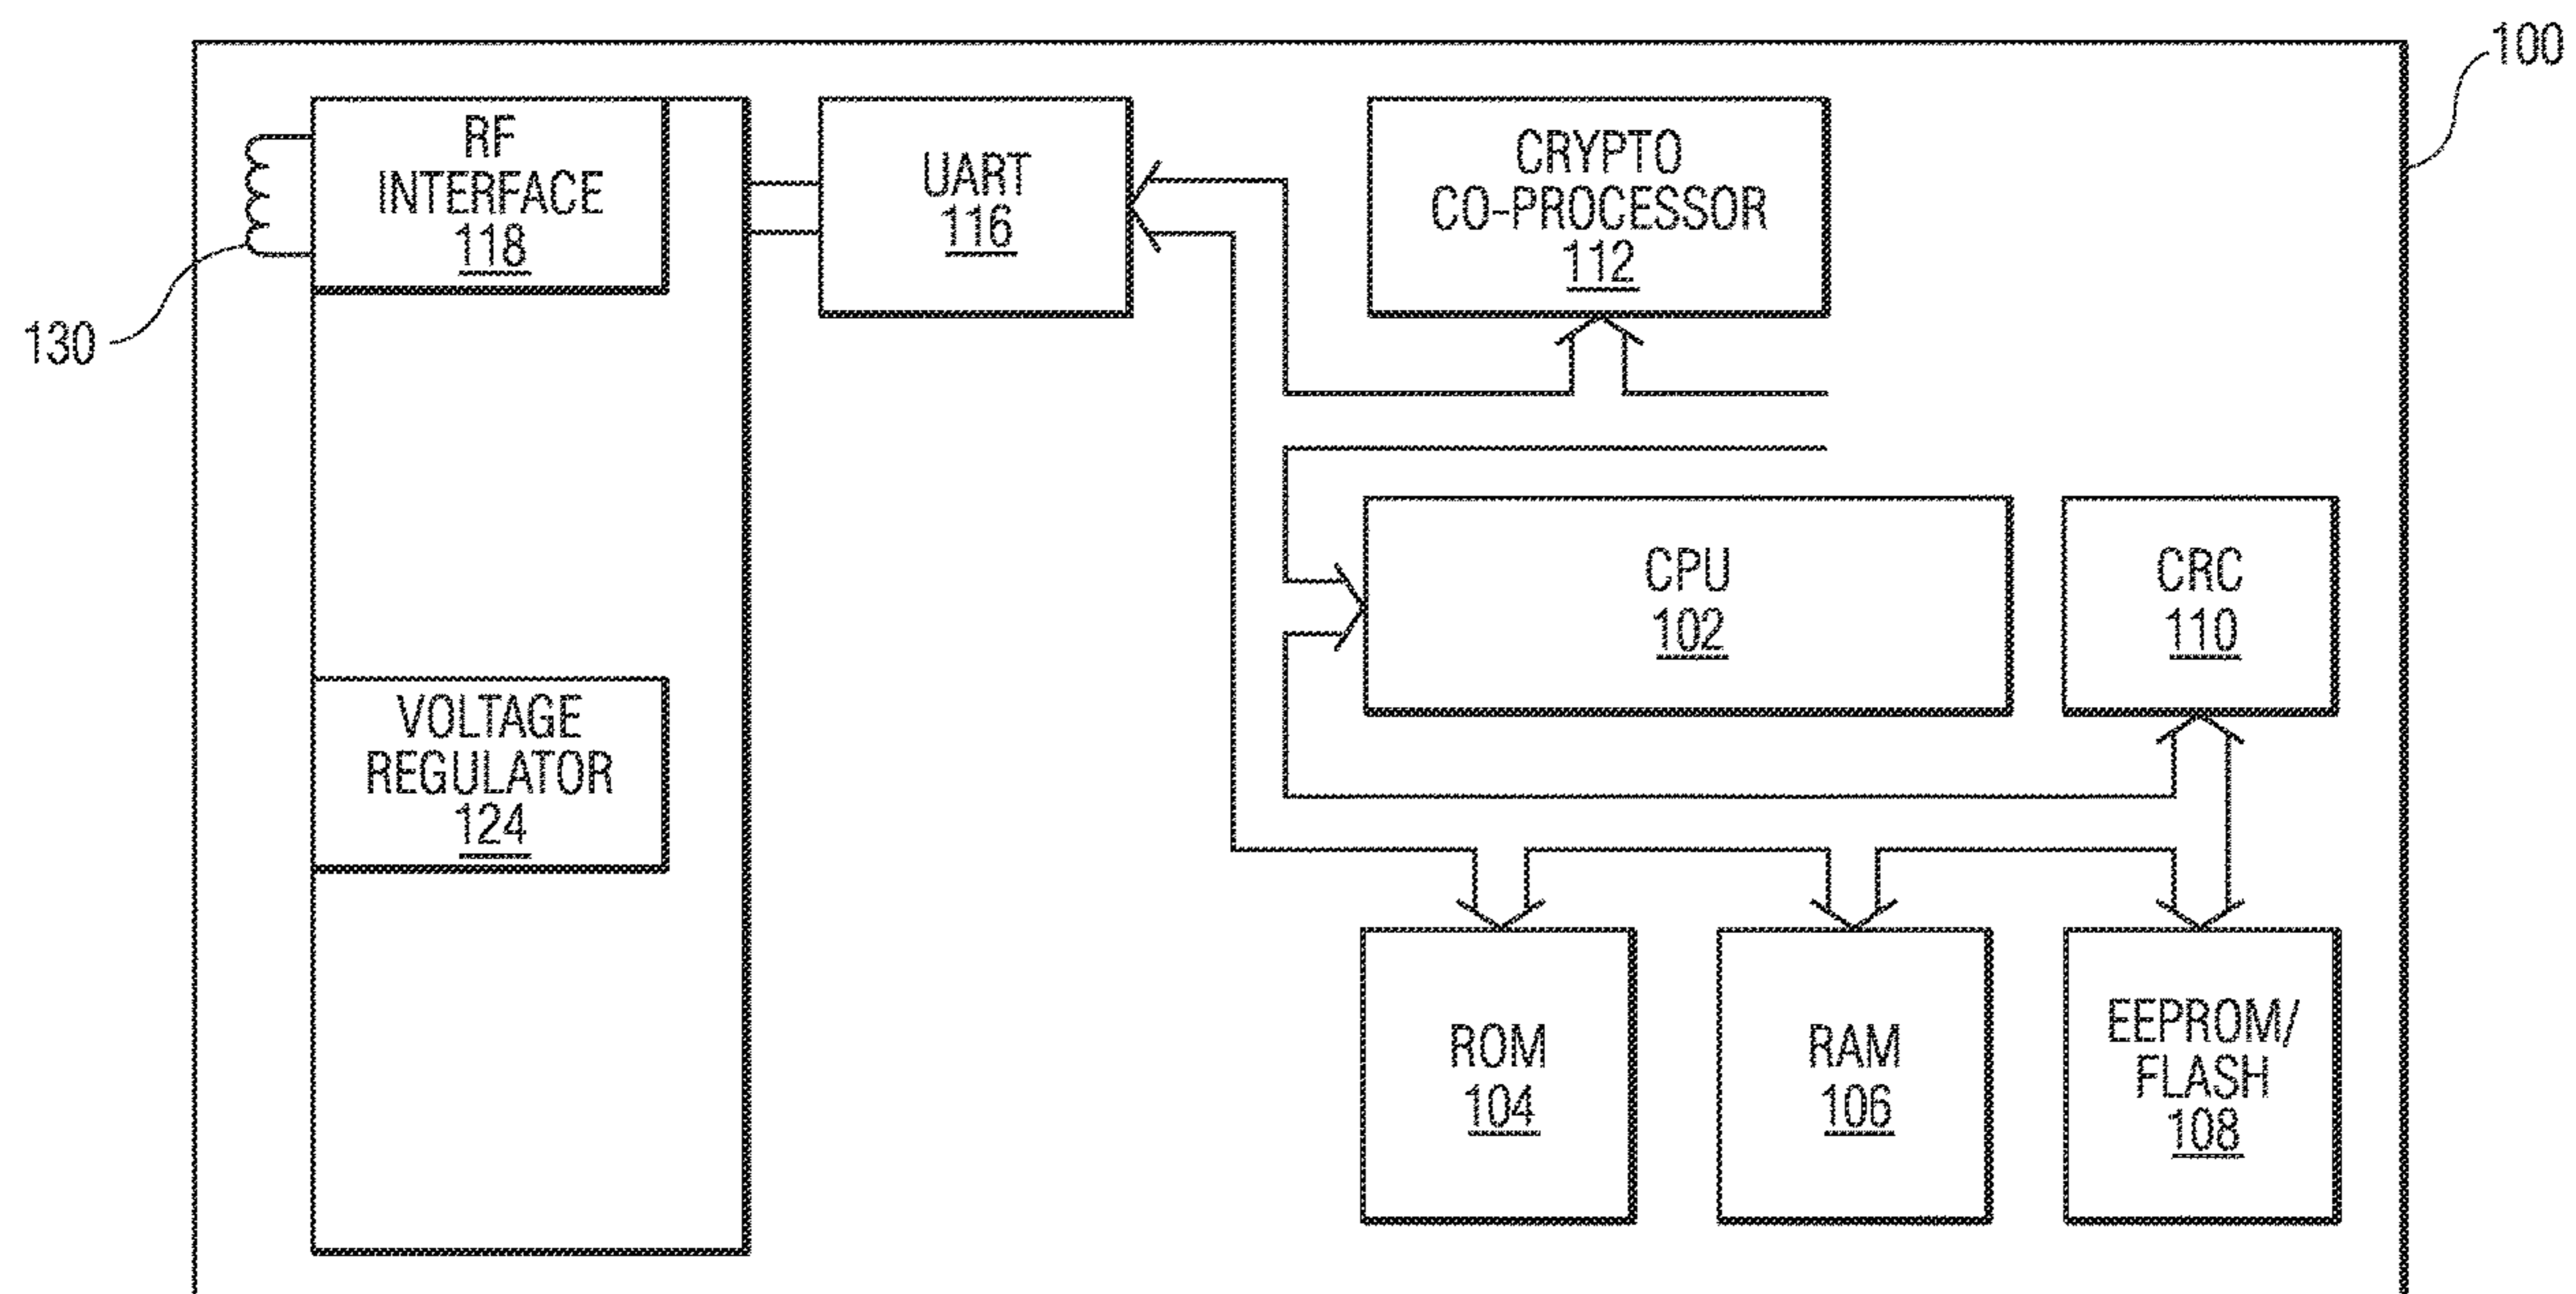 100
RF
INTERFACE
118
UART
116
CRYPTO
CO-PROCESSOR
112
130
CPU
102
CRC
110
VOLTAGE
REGULATOR
124
ROM
104
RAM
106
EEPROM/
FLASH
108